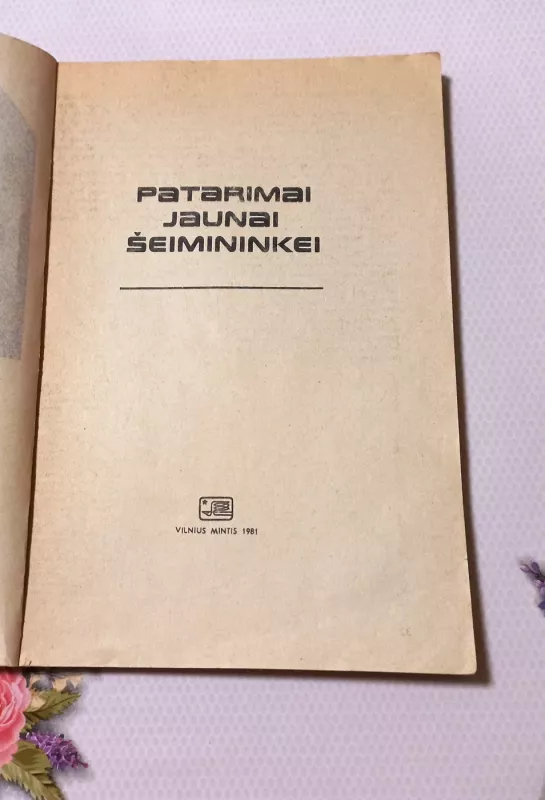 PATARIMAI
JAUNAI
ŠEIMININKEI
VILNIUS MINTIS 1981